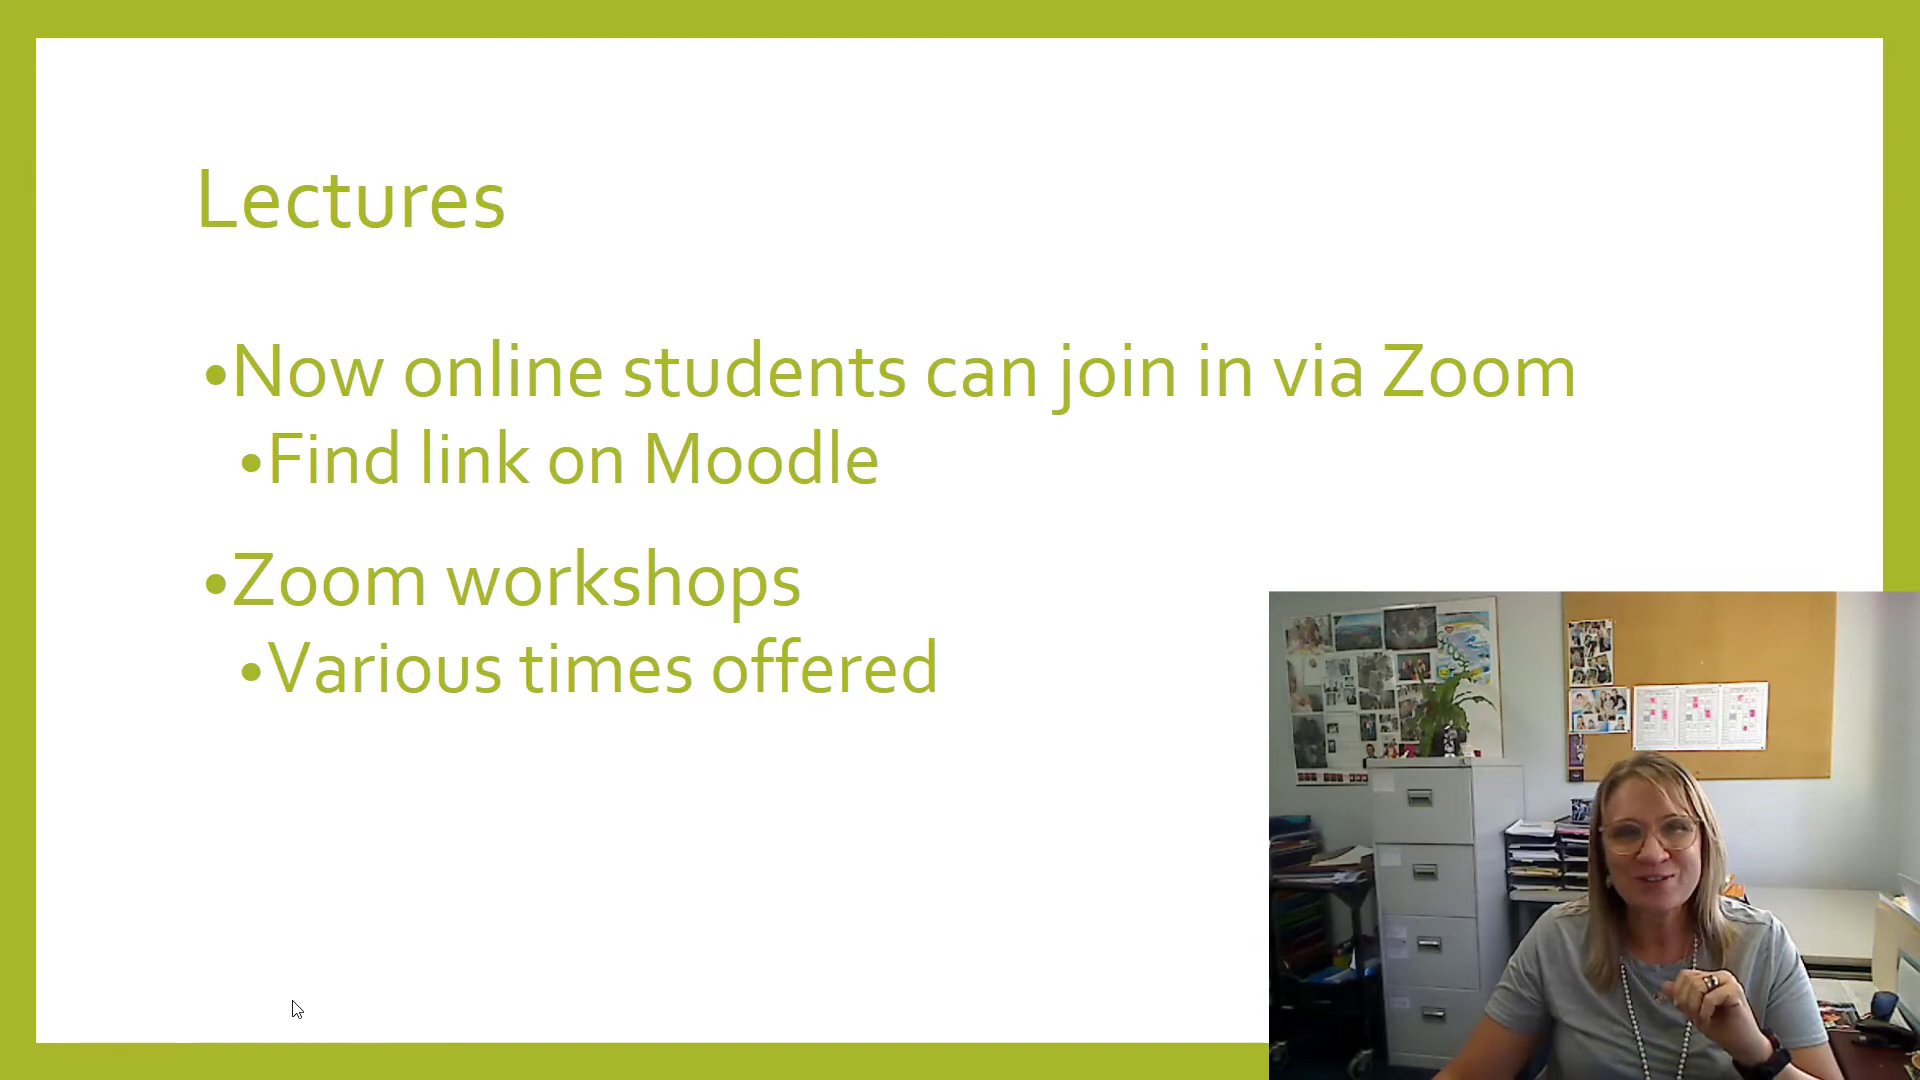 Lectures
•Now online students can join in via Zoom
•Find link on Moodle
•Zoom workshops
•Various times offered